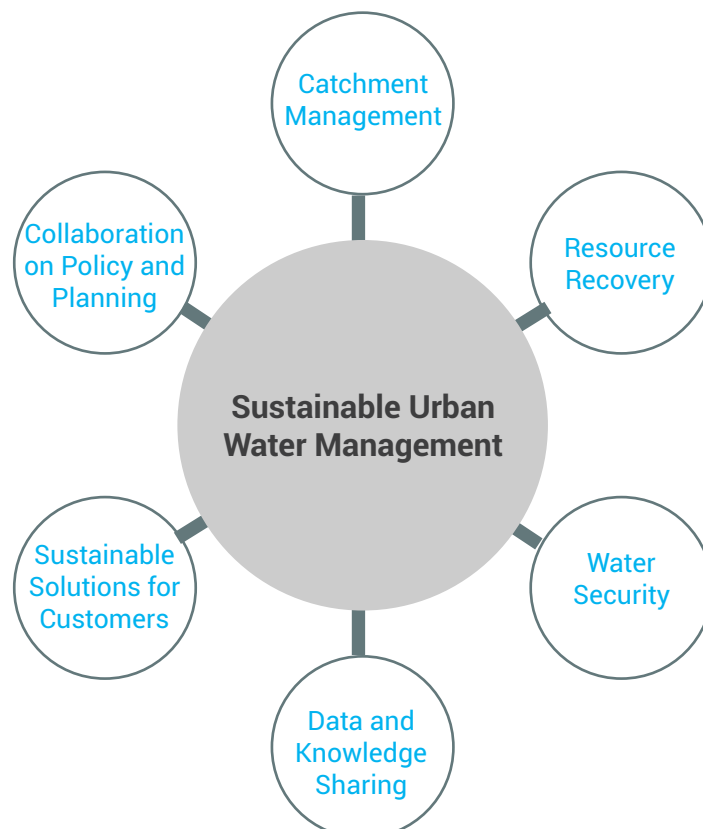 Catchment
Management
Collaboration
on Policy and
Planning
Resource
Recovery
Sustainable Urban
Water Management
Sustainable
Solutions for
Customers
Water
Security
Data and
Knowledge
Sharing